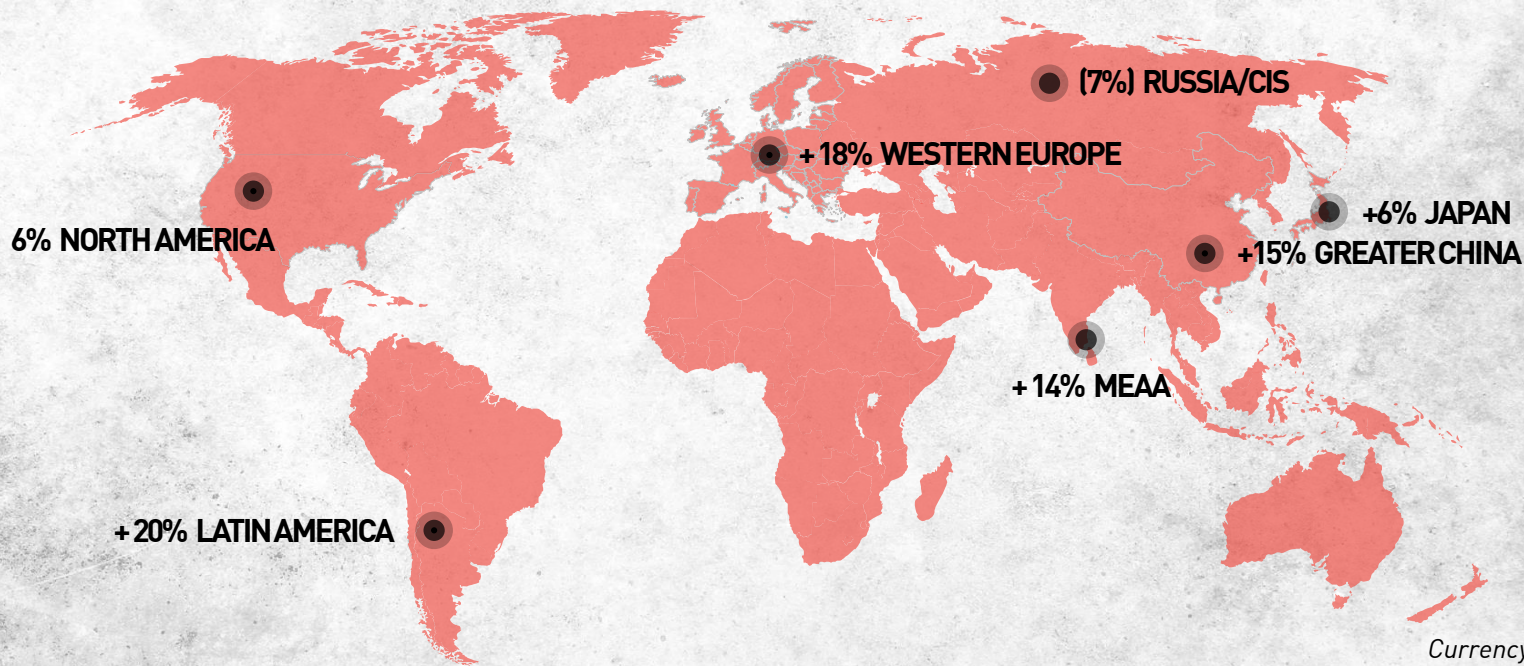 (7%) RUSSIA/CIS
+18% WESTERN EUROPE
+6% JAPAN
6% NORTH AMERICA
+15% GREATER CHINA
+14% MEAA
+20% LATIN AMERICA
Currency